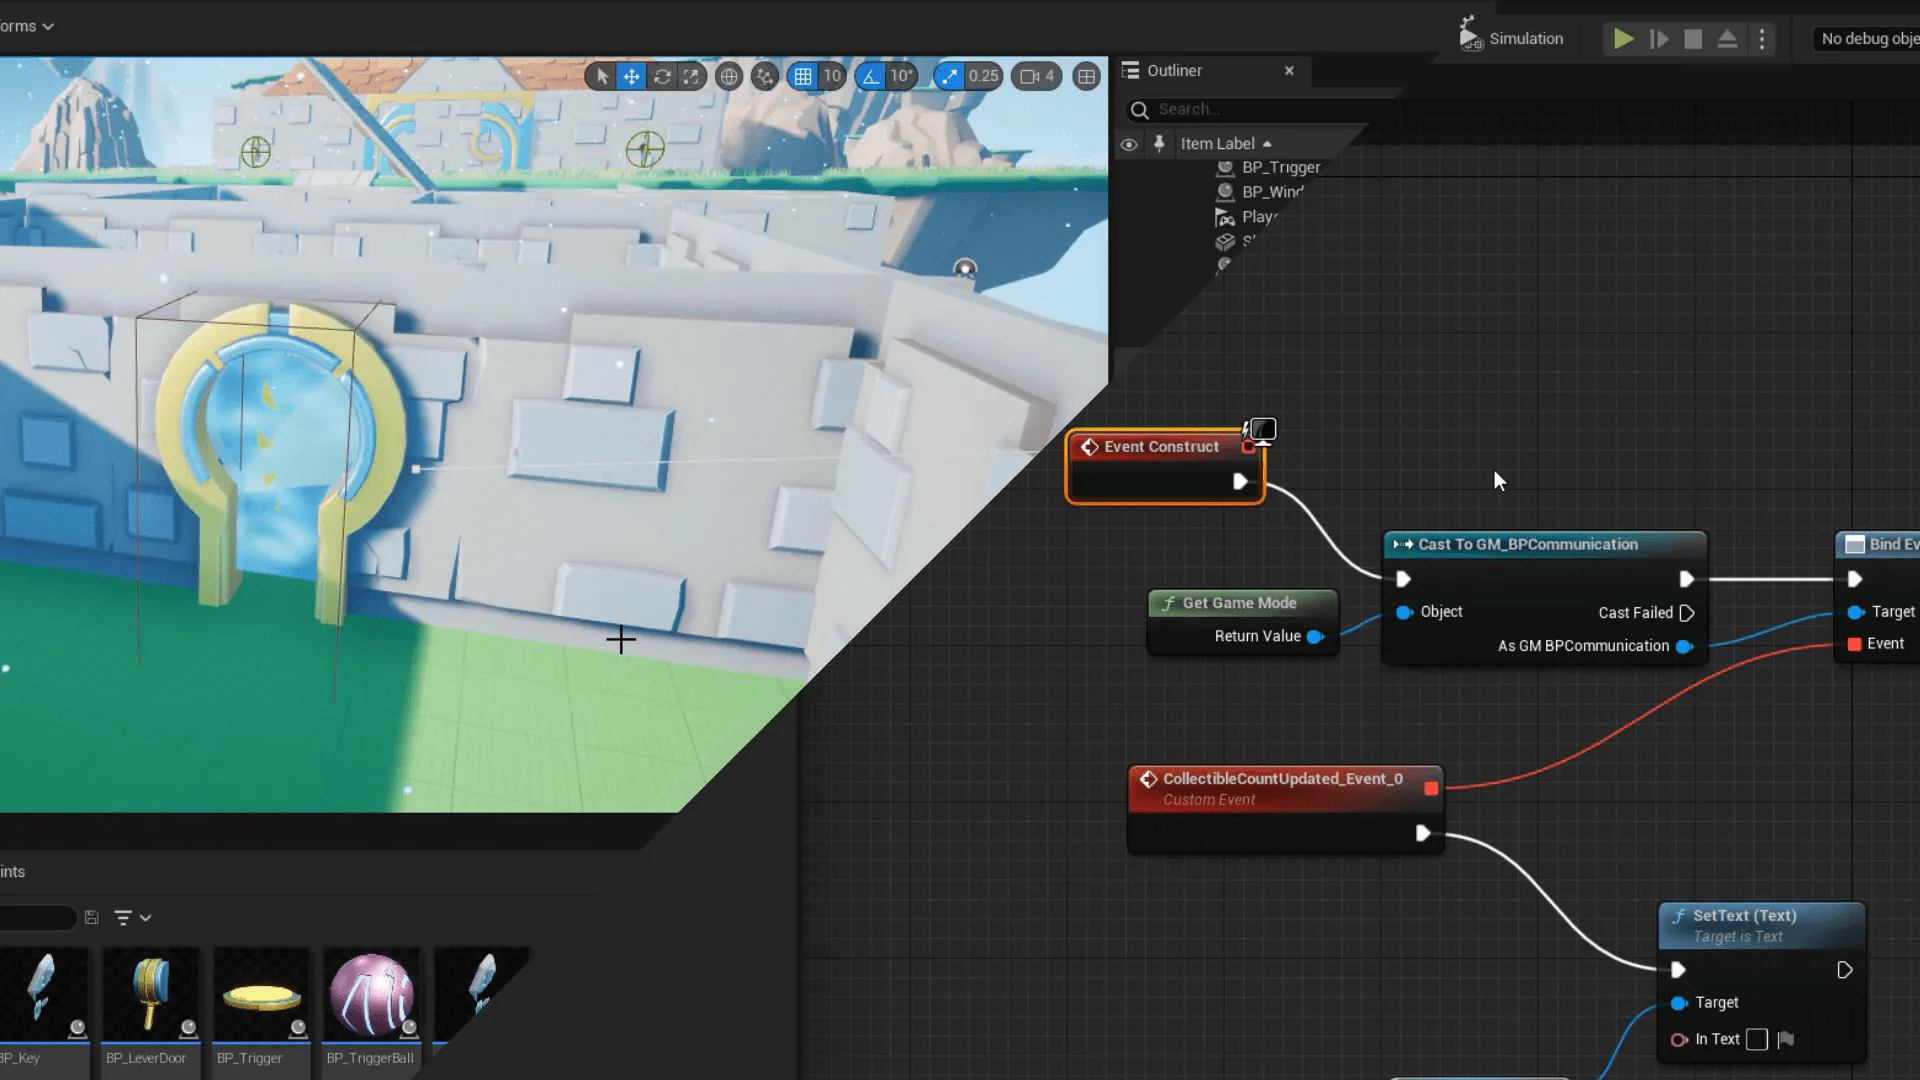 orms
Simulation
No debug obje
10
10°
0.25
4
Outliner
Search...
Item Label
BP_Trigger
BP_Wind
Playe
Event Construct
Cast To GM_BPCommunication
Bind Ev
Get Game Mode
Object
Cast Failed
Target
Return Value
As GM BPCommunication
Event
CollectibleCountUpdated_Event_0
Custom Event
ints
SetText (Text)
Target is Text
Target
In Text
BP_Key
BP_LeverDoor
BP_Trigger
BP_TriggerBall